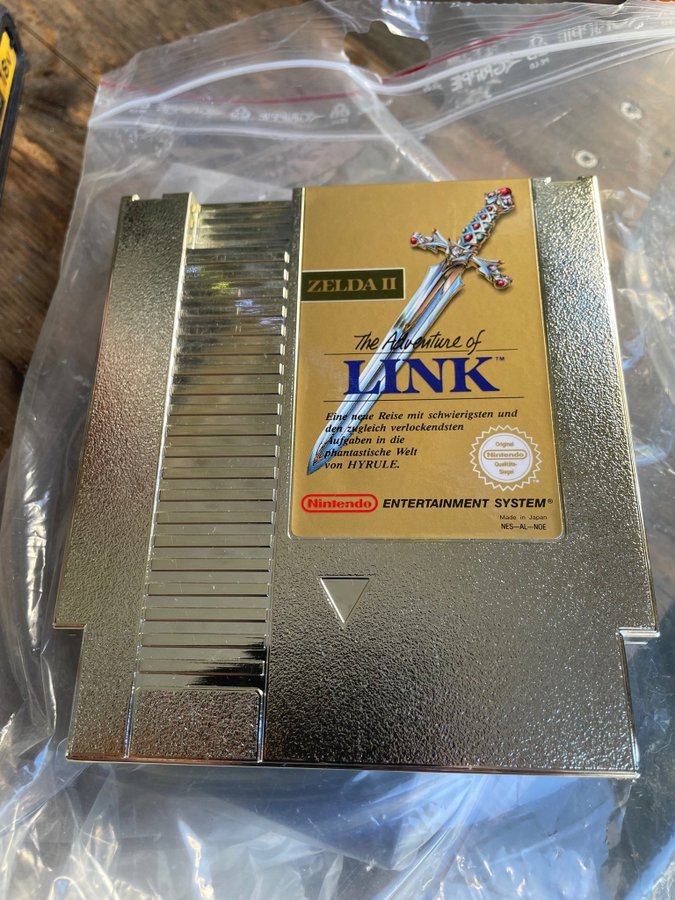 ZELDA II
The Adventure of
LINK™
Eine neue Reise mit schwierigsten und
den zugleich verlockendsten
Aufgaben in die
phantastische Welt
von HYRULE.
Original
Nintendo
Qualitäts-
Siegel
Nintendo ENTERTAINMENT SYSTEM®
Made in Japan
NES-AL-NOE